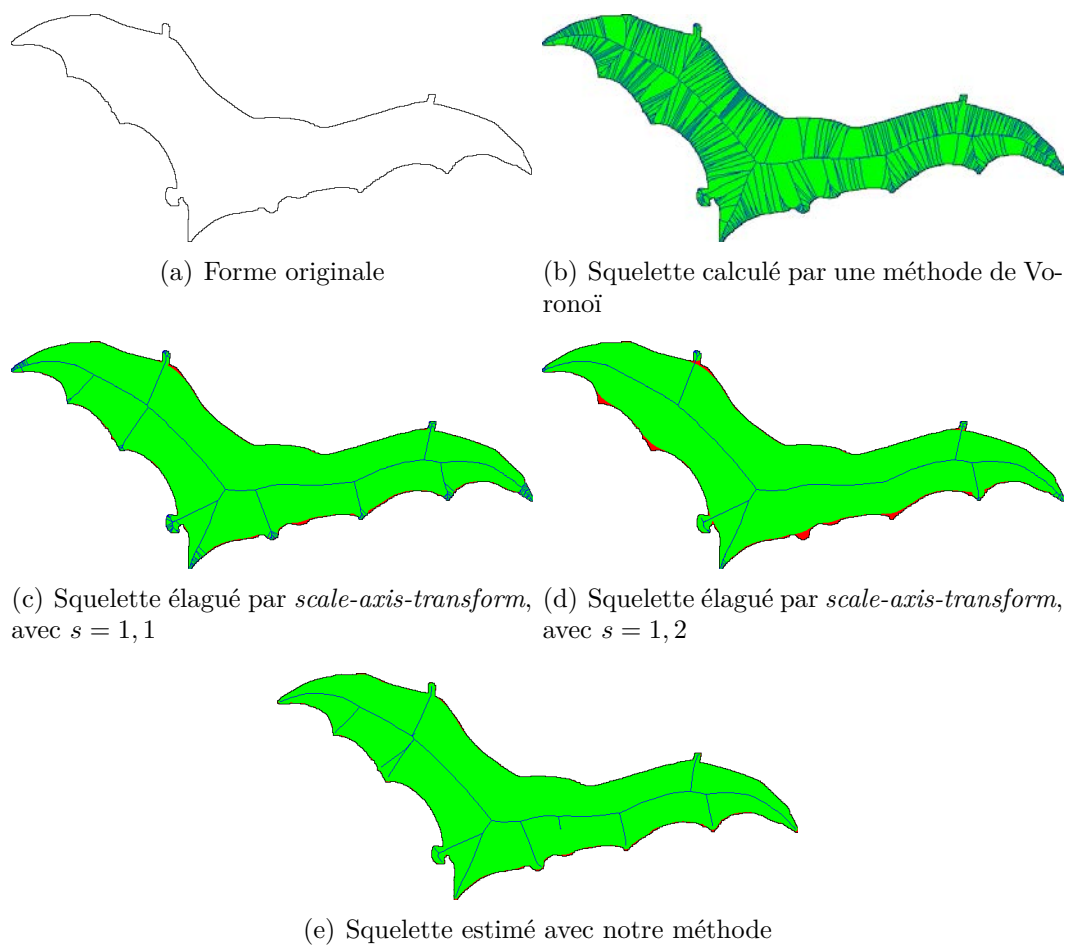 (a) Forme originale
(b) Squelette calculé par une méthode de Vo-
ronoï
(c) Squelette élagué par scale-axis-transform,
avec s = 1, 1
(d) Squelette élagué par scale-axis-transform,
avec s = 1, 2
(e) Squelette estimé avec notre méthode